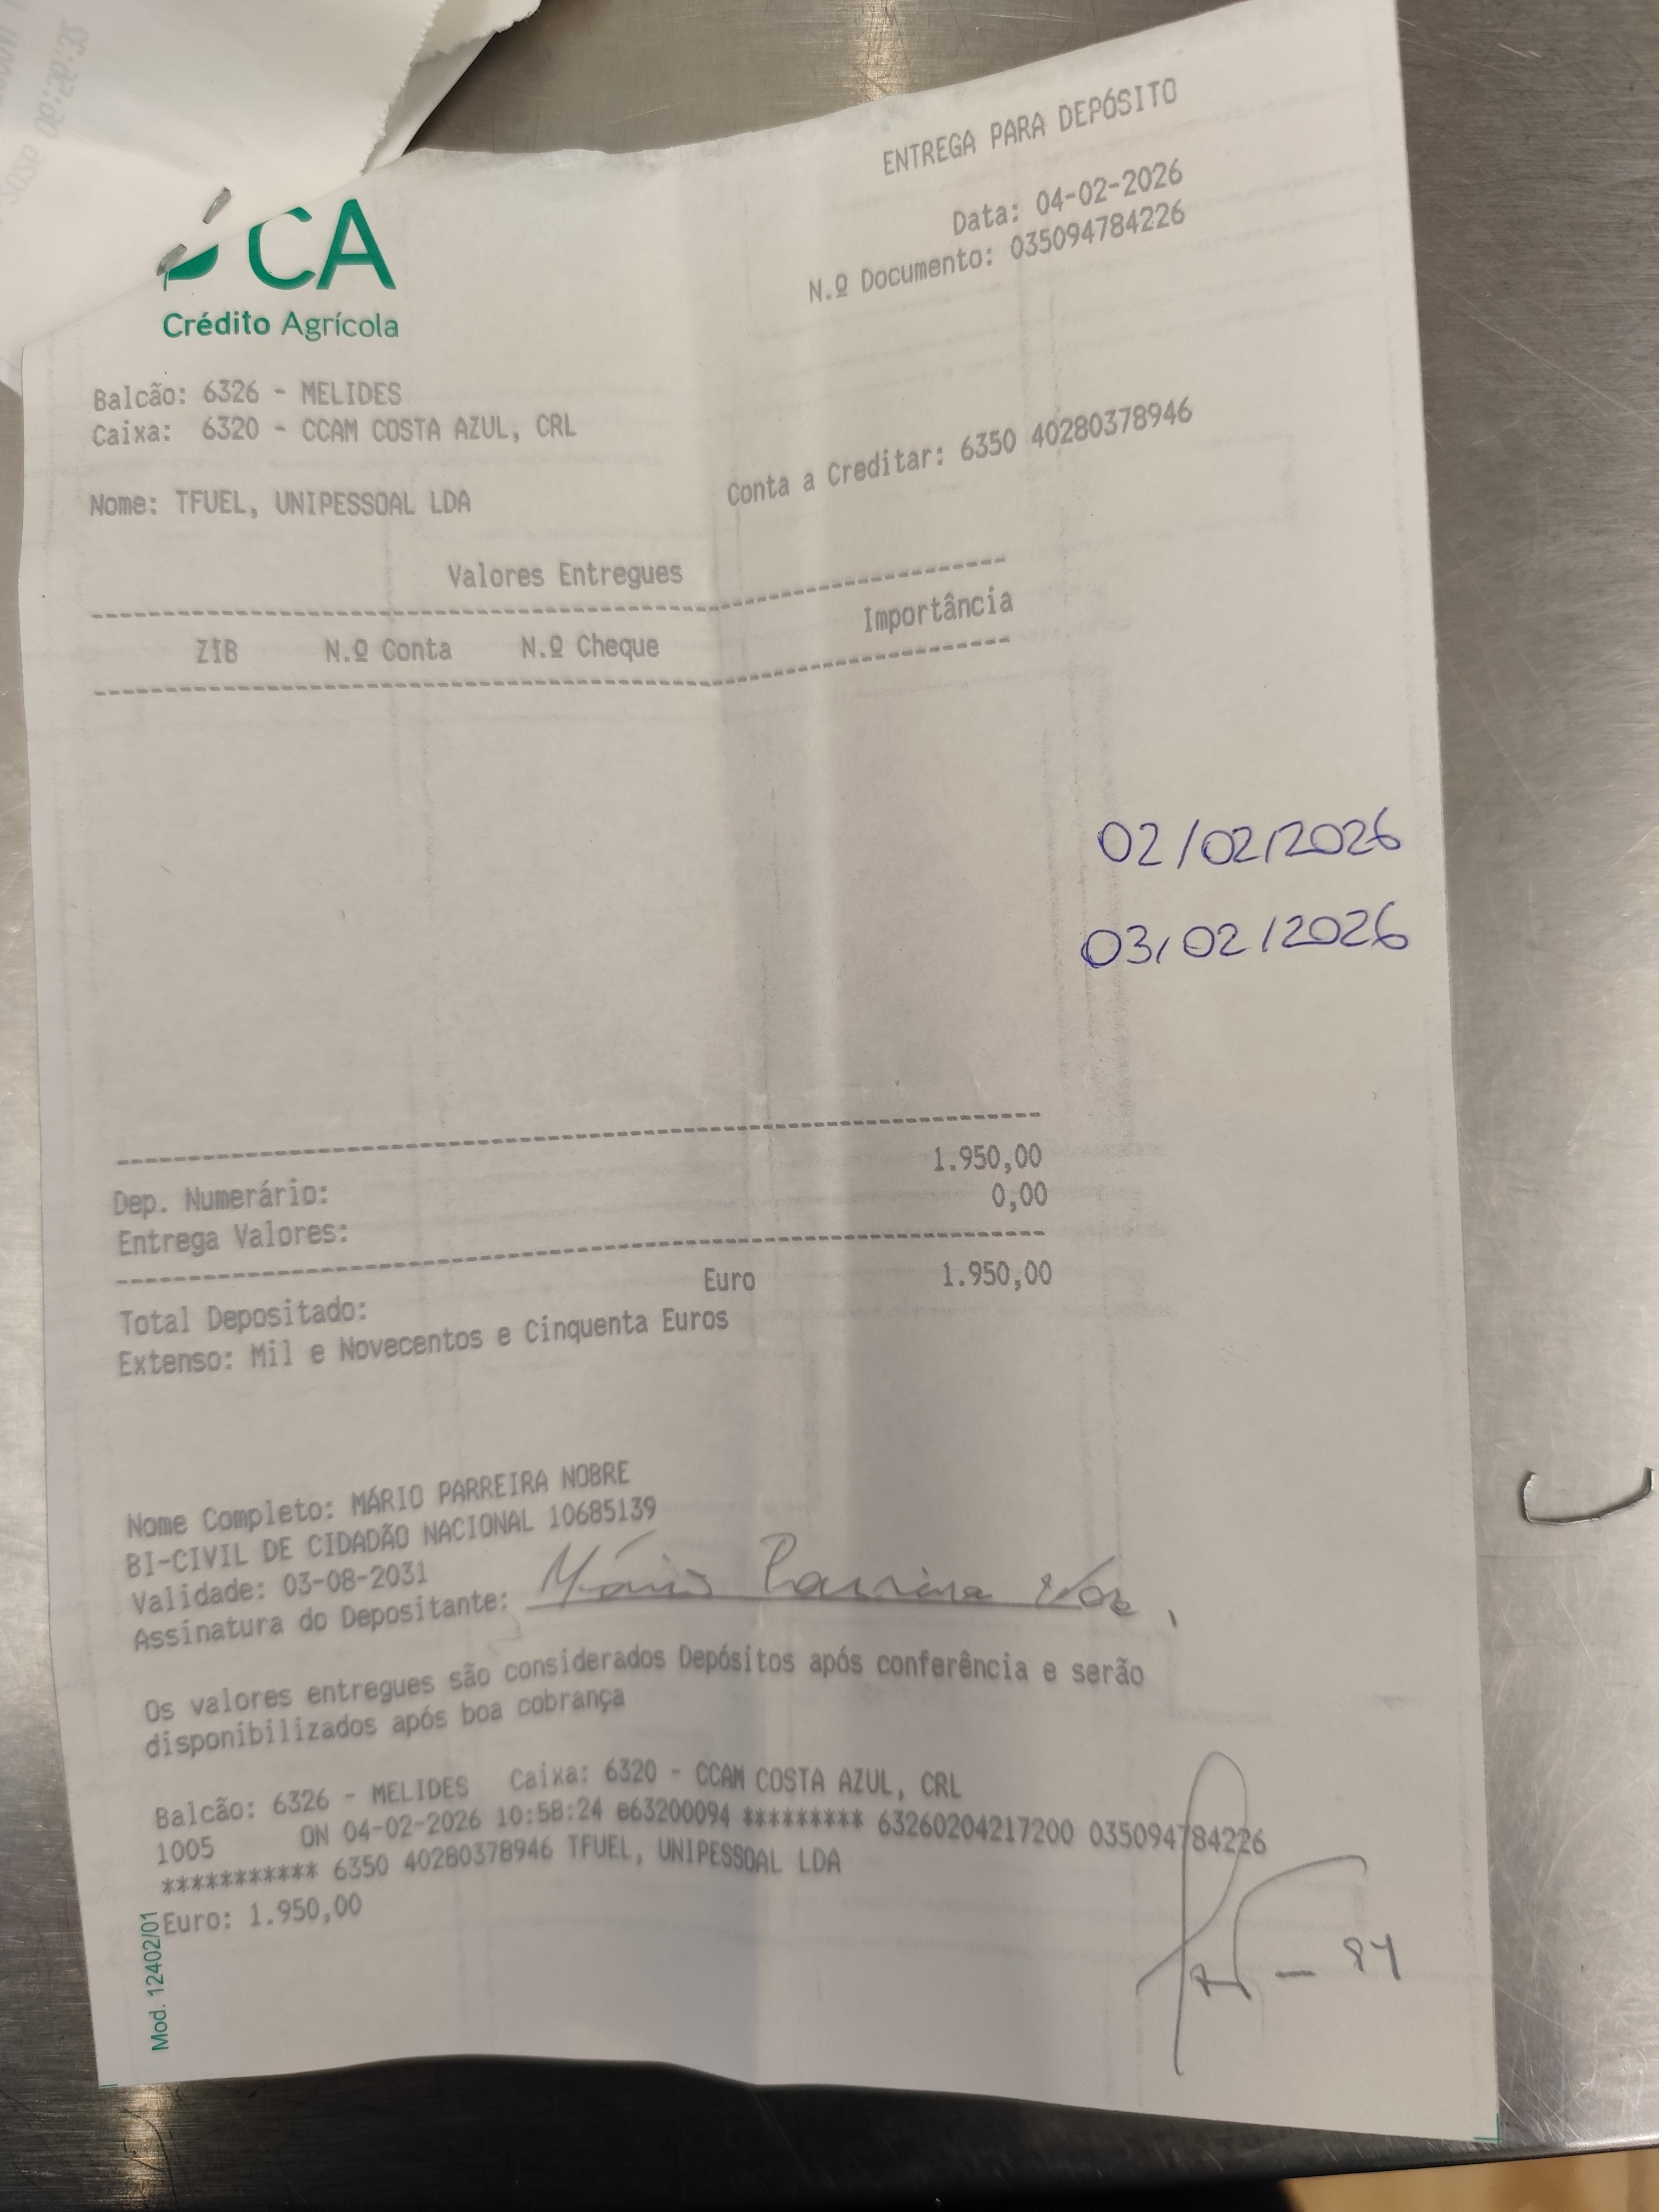 ENTREGA PARA DEPÓSITO
Data: 04-02-2026
N.º Documento: 035094784226
CA
Crédito Agrícola
Balcão: 6326 - MELIDES
Caixa: 6320 - CCAM COSTA AZUL, CRL
Conta a Creditar: 6350 40280378946
Nome: TFUEL, UNIPESSOAL LDA
Valores Entregues
ZIB N.º Conta N.º Cheque Importância
02/02/2026
03/02/2026
Dep. Numerário: 1.950,00
Entrega Valores: 0,00
Total Depositado: Euro 1.950,00
Extenso: Mil e Novecentos e Cinquenta Euros
Nome Completo: MÁRIO PARREIRA NOBRE
BI-CIVIL DE CIDADÃO NACIONAL 10685139
Validade: 03-08-2031
Assinatura do Depositante: Mário Parreira
Os valores entregues são considerados Depósitos após conferência e serão
disponibilizados após boa cobrança
Balcão: 6326 - MELIDES Caixa: 6320 - CCAM COSTA AZUL, CRL
1005 ON 04-02-2026 10:58:24 e63200094 ********* 63260204217200 035094784226
*********** 6350 40280378946 TFUEL, UNIPESSOAL LDA
Euro: 1.950,00
Mod. 12402/01